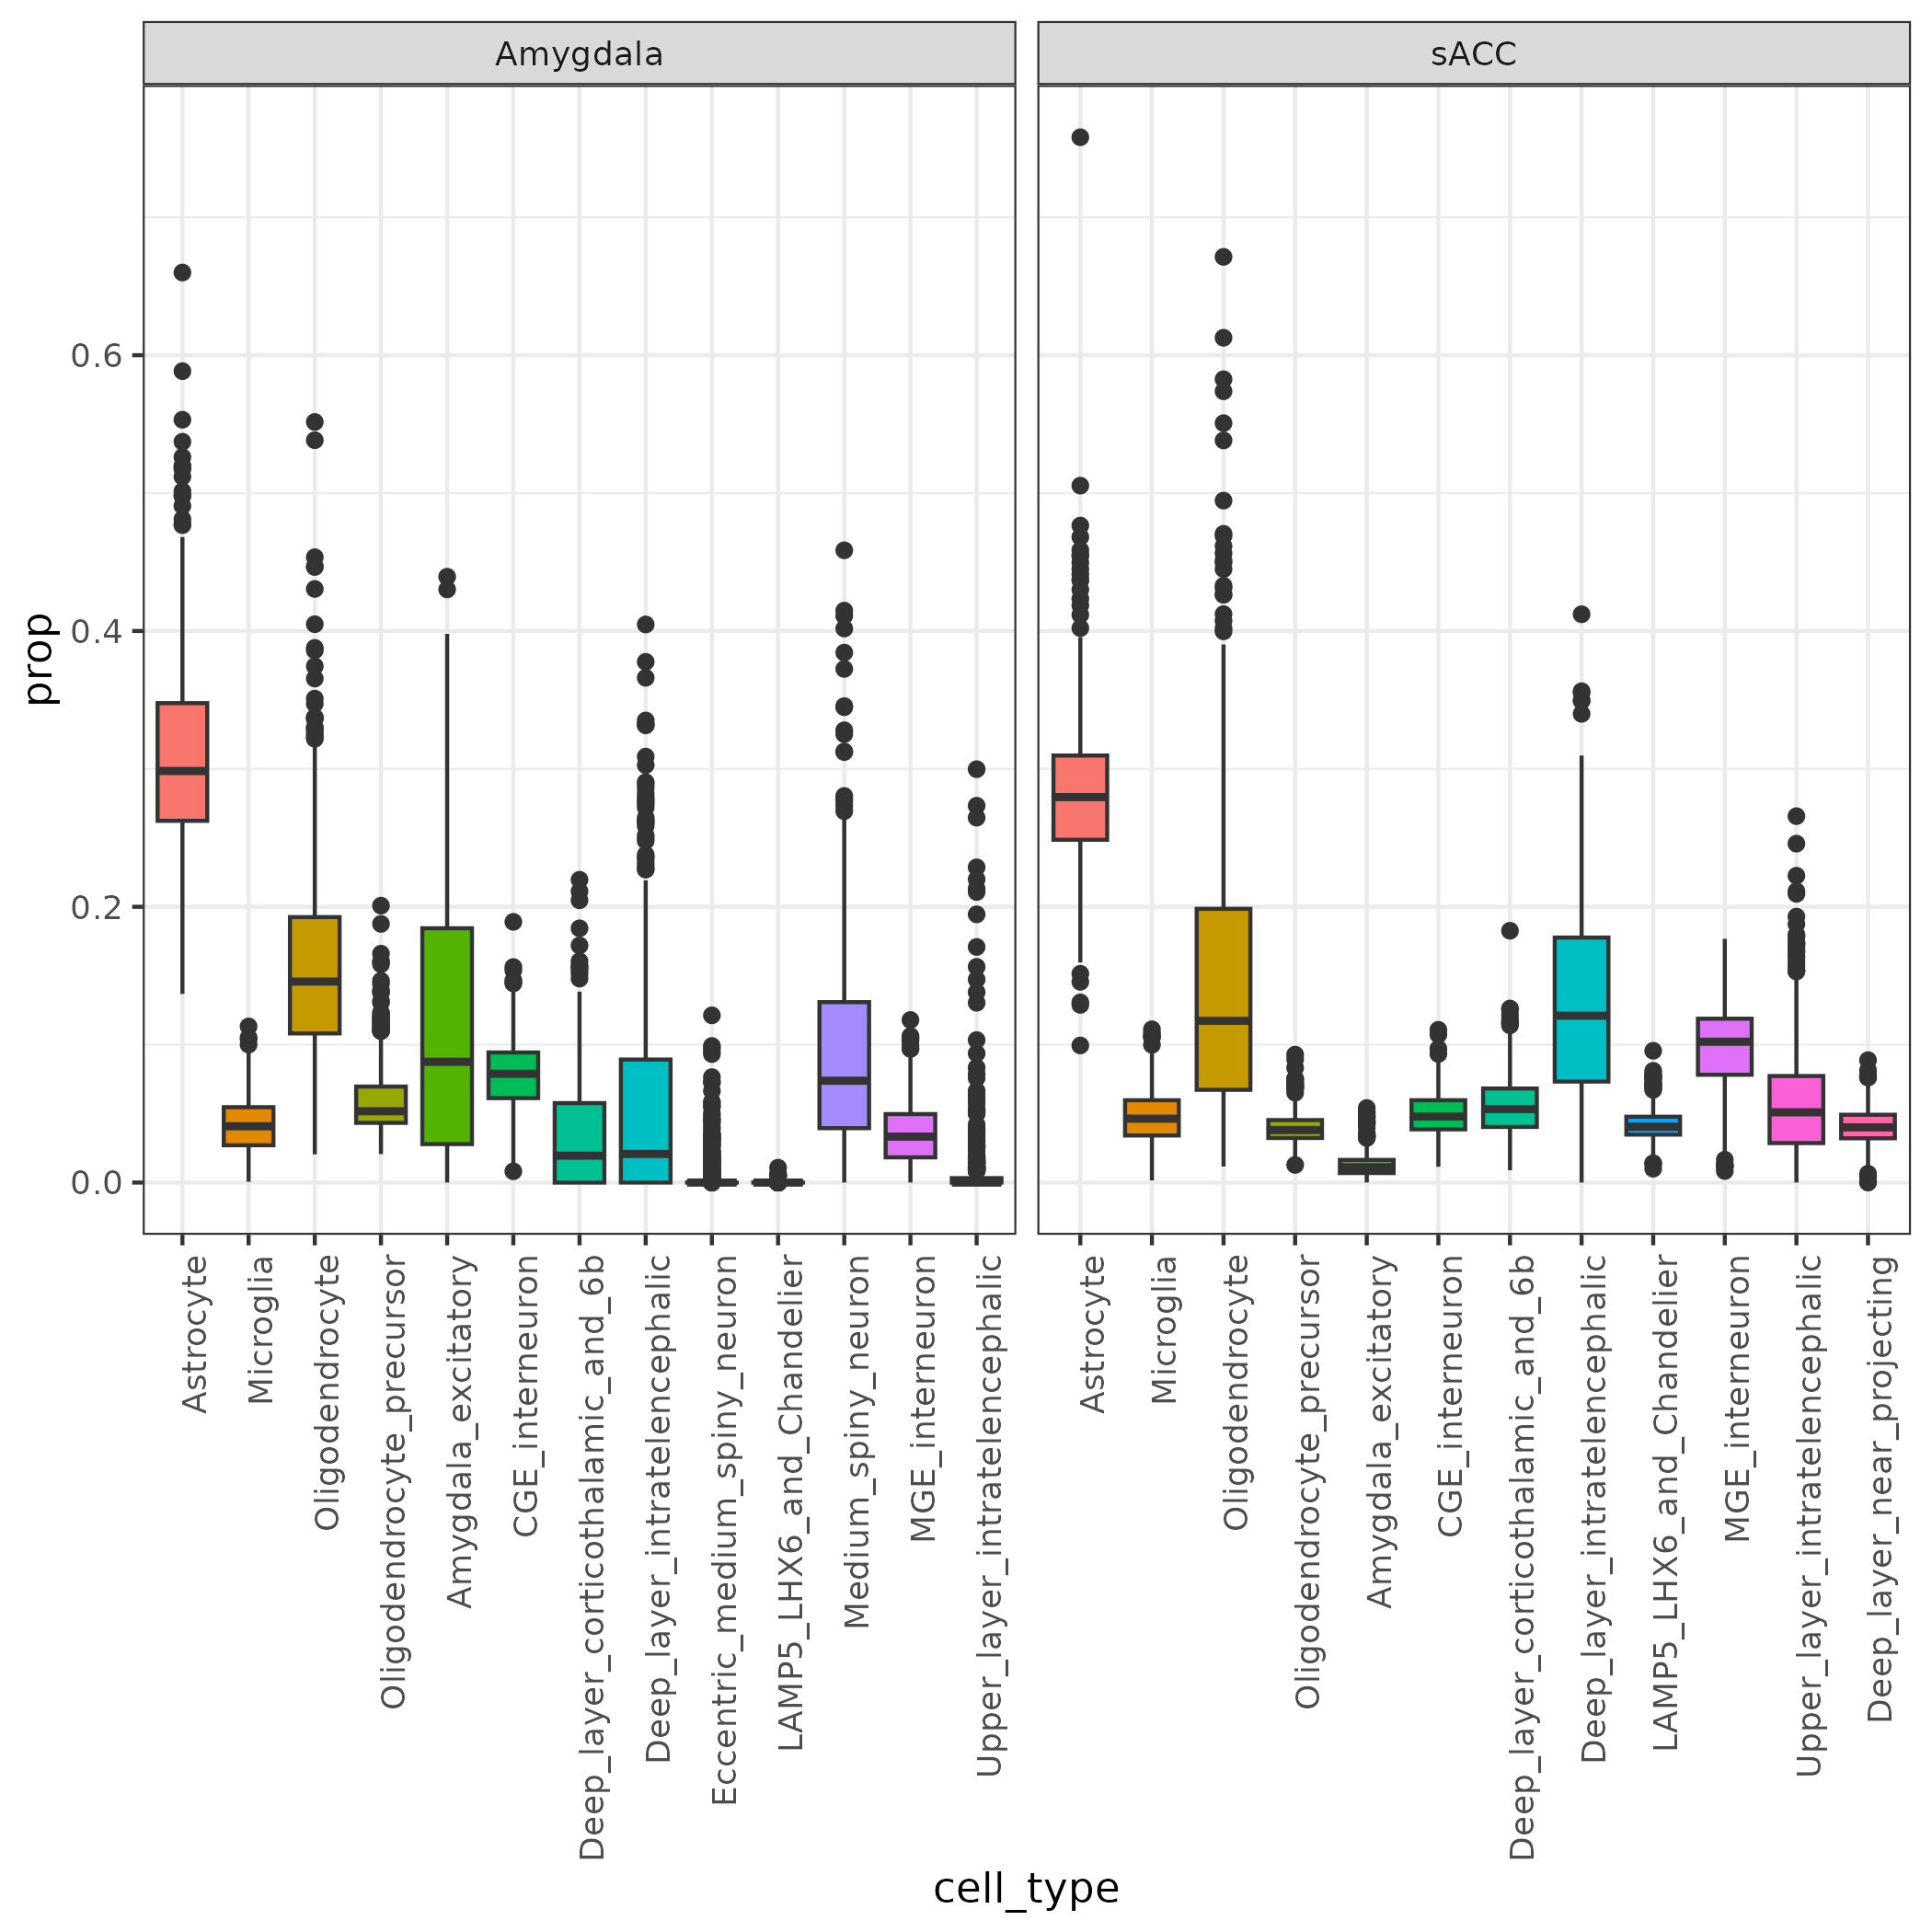 Amygdala
sACC
prop
0.6
0.4
0.2
0.0
Astrocyte
Microglia
Oligodendrocyte
Oligodendrocyte_precursor
Amygdala_excitatory
CGE_interneuron
Deep_layer_corticothalamic_and_6b
Deep_layer_intratelencephalic
Eccentric_medium_spiny_neuron
LAMP5_LHX6_and_Chandelier
Medium_spiny_neuron
MGE_interneuron
Upper_layer_intratelencephalic
Astrocyte
Microglia
Oligodendrocyte
Oligodendrocyte_precursor
Amygdala_excitatory
CGE_interneuron
Deep_layer_corticothalamic_and_6b
Deep_layer_intratelencephalic
LAMP5_LHX6_and_Chandelier
MGE_interneuron
Upper_layer_intratelencephalic
Deep_layer_near_projecting
cell_type